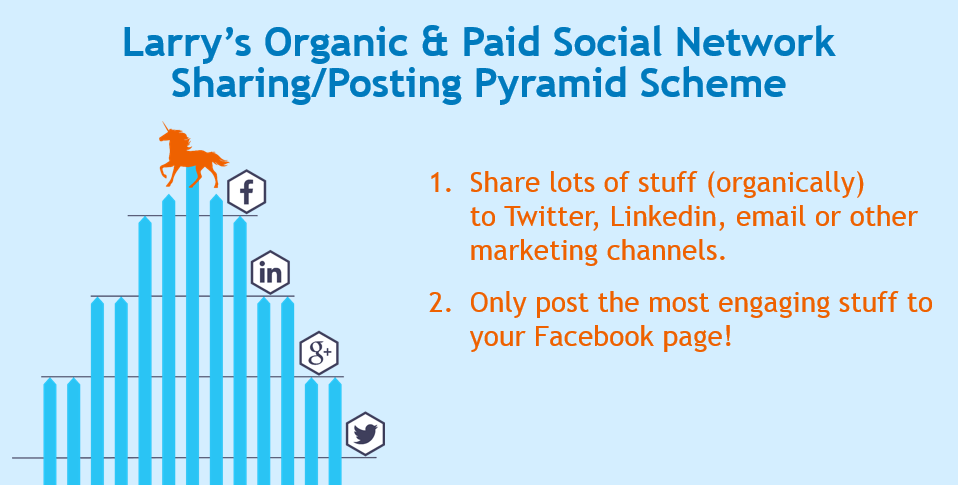 Larry's Organic & Paid Social Network
Sharing/Posting Pyramid Scheme
f
in
g+
1. Share lots of stuff (organically)
to Twitter, Linkedin, email or other
marketing channels.
2. Only post the most engaging stuff to
your Facebook page!